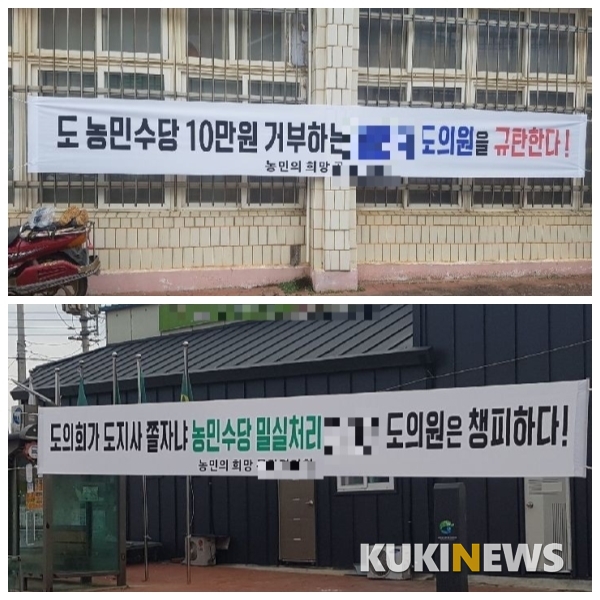 도 농민수당 10만원 거부하는 도의원을 규탄한다!
농민의 희망
도의회가 도지사 쫄자냐 농민수당 밀실처리 도의원은 챙피하다!
농민의 희망
KUKINEWS